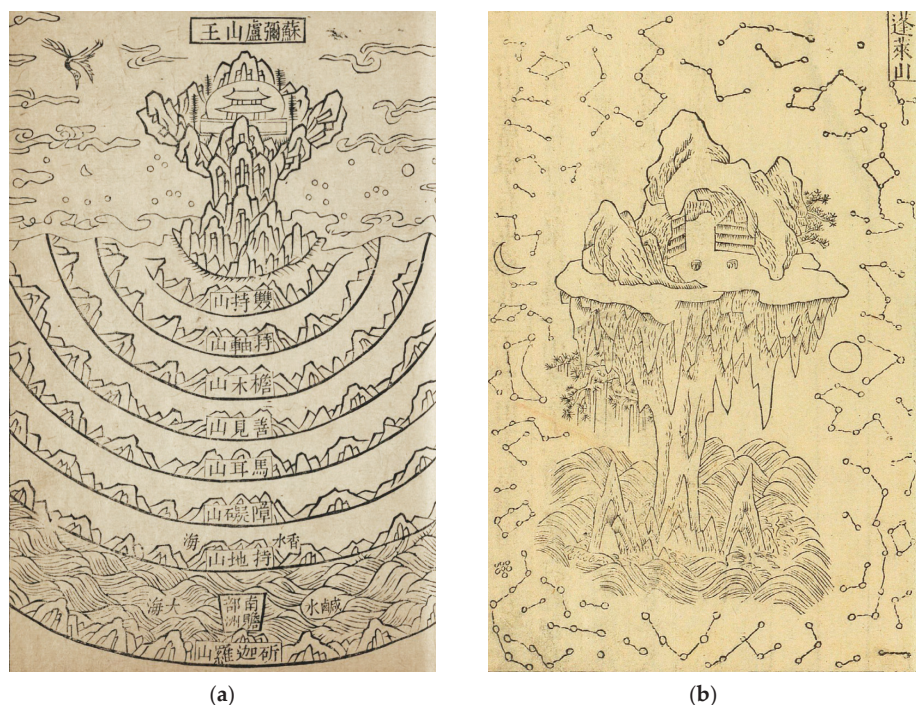 蘇彌盧山王
雙持山
持軸山
檐木山
善見山
馬耳山
障礙山
香水海
持地山
鹹水大海
南贍部洲
斫迦羅山
(a)
蓬萊山
(b)